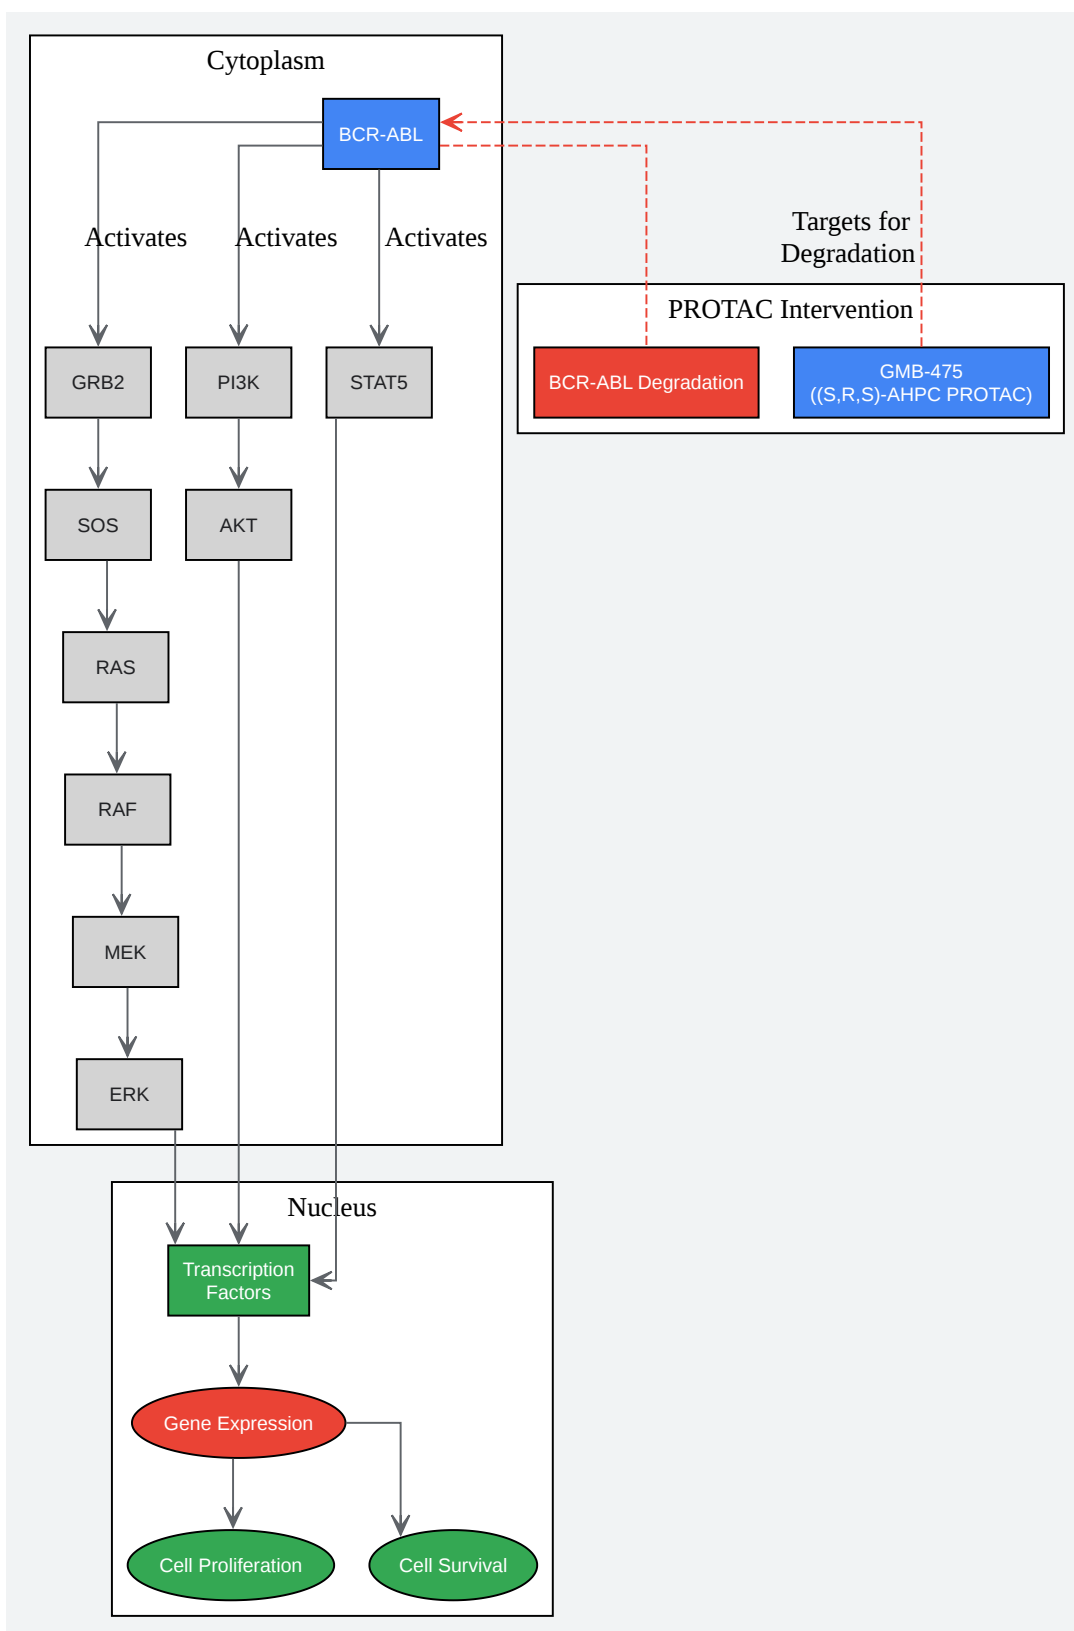 Cytoplasm
BCR-ABL
Activates
Activates
Activates
Targets for
Degradation
PROTAC Intervention
GRB2
PI3K
STAT5
BCR-ABL Degradation
GMB-475
((S,R,S)-AHPC PROTAC)
SOS
AKT
RAS
RAF
MEK
ERK
Nucleus
Transcription
Factors
Gene Expression
Cell Proliferation
Cell Survival